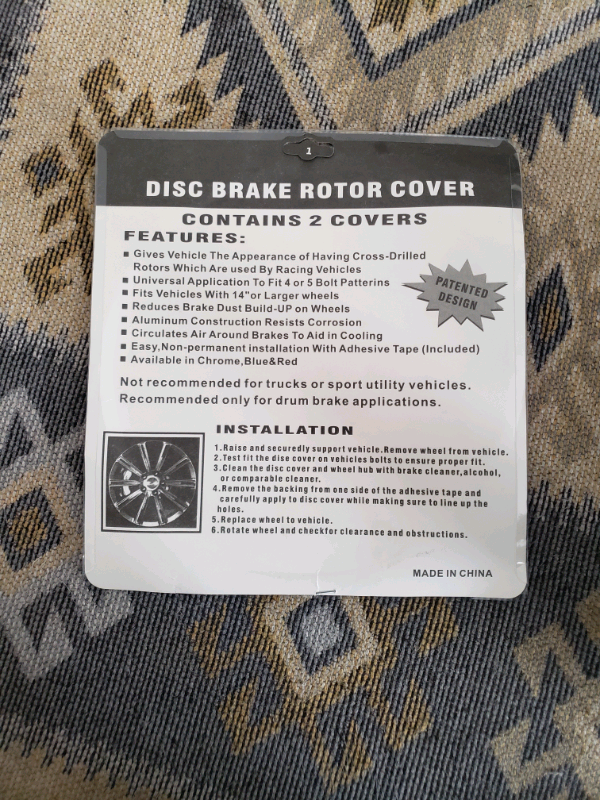 1
DISC BRAKE ROTOR COVER
CONTAINS 2 COVERS
FEATURES:
■ Gives Vehicle The Appearance of Having Cross-Drilled
Rotors Which Are used By Racing Vehicles
■ Universal Application To Fit 4 or 5 Bolt Patterns
■ Fits Vehicles With 14"or Larger wheels
■ Reduces Brake Dust Build-UP on Wheels
■ Aluminum Construction Resists Corrosion
■ Circulates Air Around Brakes To Aid in Cooling
■ Easy,Non-permanent installation With Adhesive Tape (Included)
■ Available in Chrome,Blue&Red
PATENTED
DESIGN
Not recommended for trucks or sport utility vehicles.
Recommended only for drum brake applications.
INSTALLATION
1.Raise and securedly support vehicle.Remove wheel from vehicle.
2.Test fit the dise cover on vehicles bolts to ensure proper fit.
3.Clean the disc cover and wheel hub with brake cleaner,alcohol,
or comparable cleaner.
4.Remove the backing from one side of the adhesive tape and
carefully apply to disc cover while making sure to line up the
holes.
5.Replace wheel to vehicle.
6.Rotate wheel and checkfor clearance and obstructions.
MADE IN CHINA